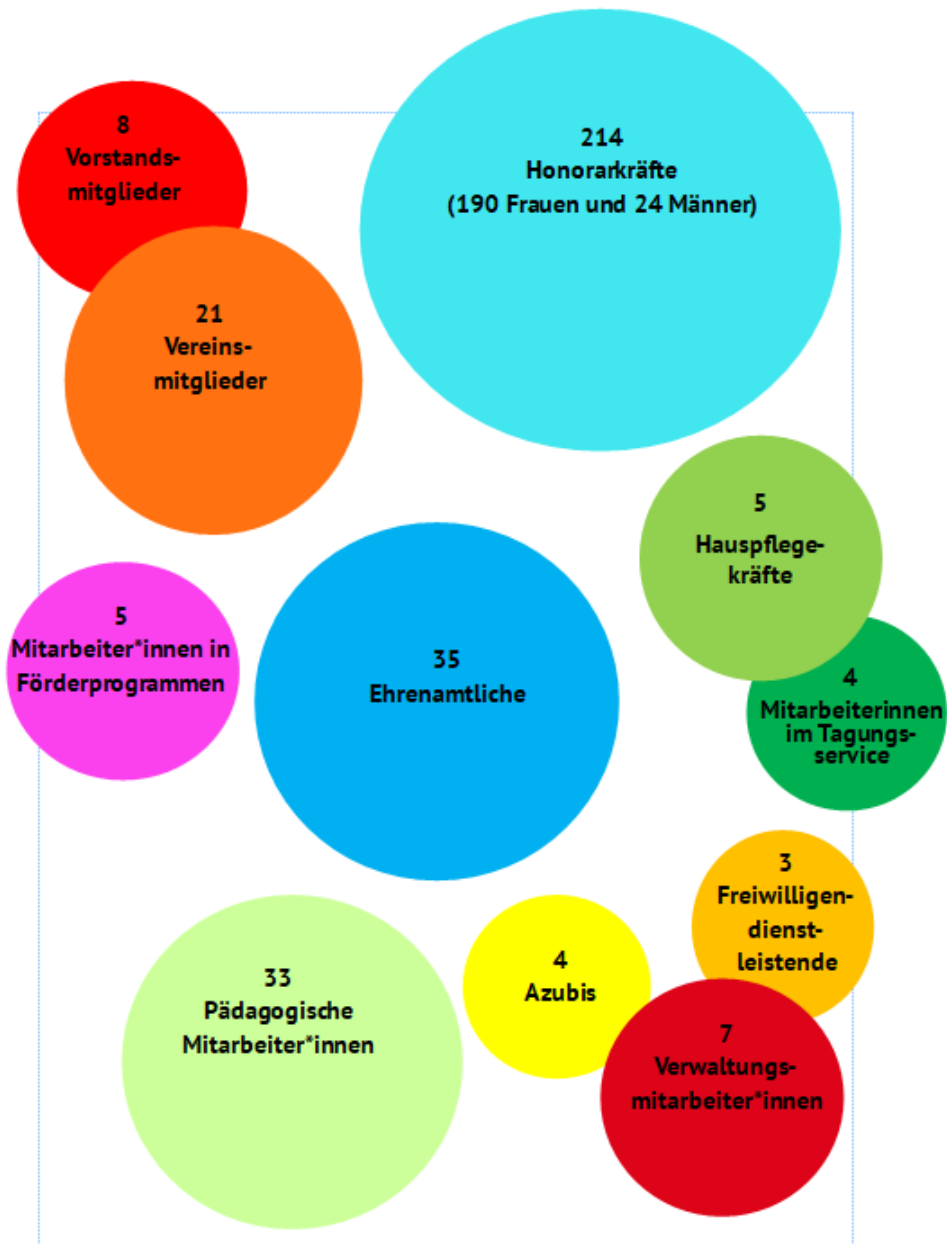 8
Vorstands-
mitglieder
214
Honorarkräfte
(190 Frauen und 24 Männer)
21
Vereins-
mitglieder
5
Hauspflege-
kräfte
5
Mitarbeiter*innen in
Förderprogrammen
35
Ehrenamtliche
4
Mitarbeiterinnen
im Tagungs-
service
3
Freiwilligen-
dienst-
leistende
33
Pädagogische
Mitarbeiter*innen
4
Azubis
7
Verwaltungs-
mitarbeiter*innen